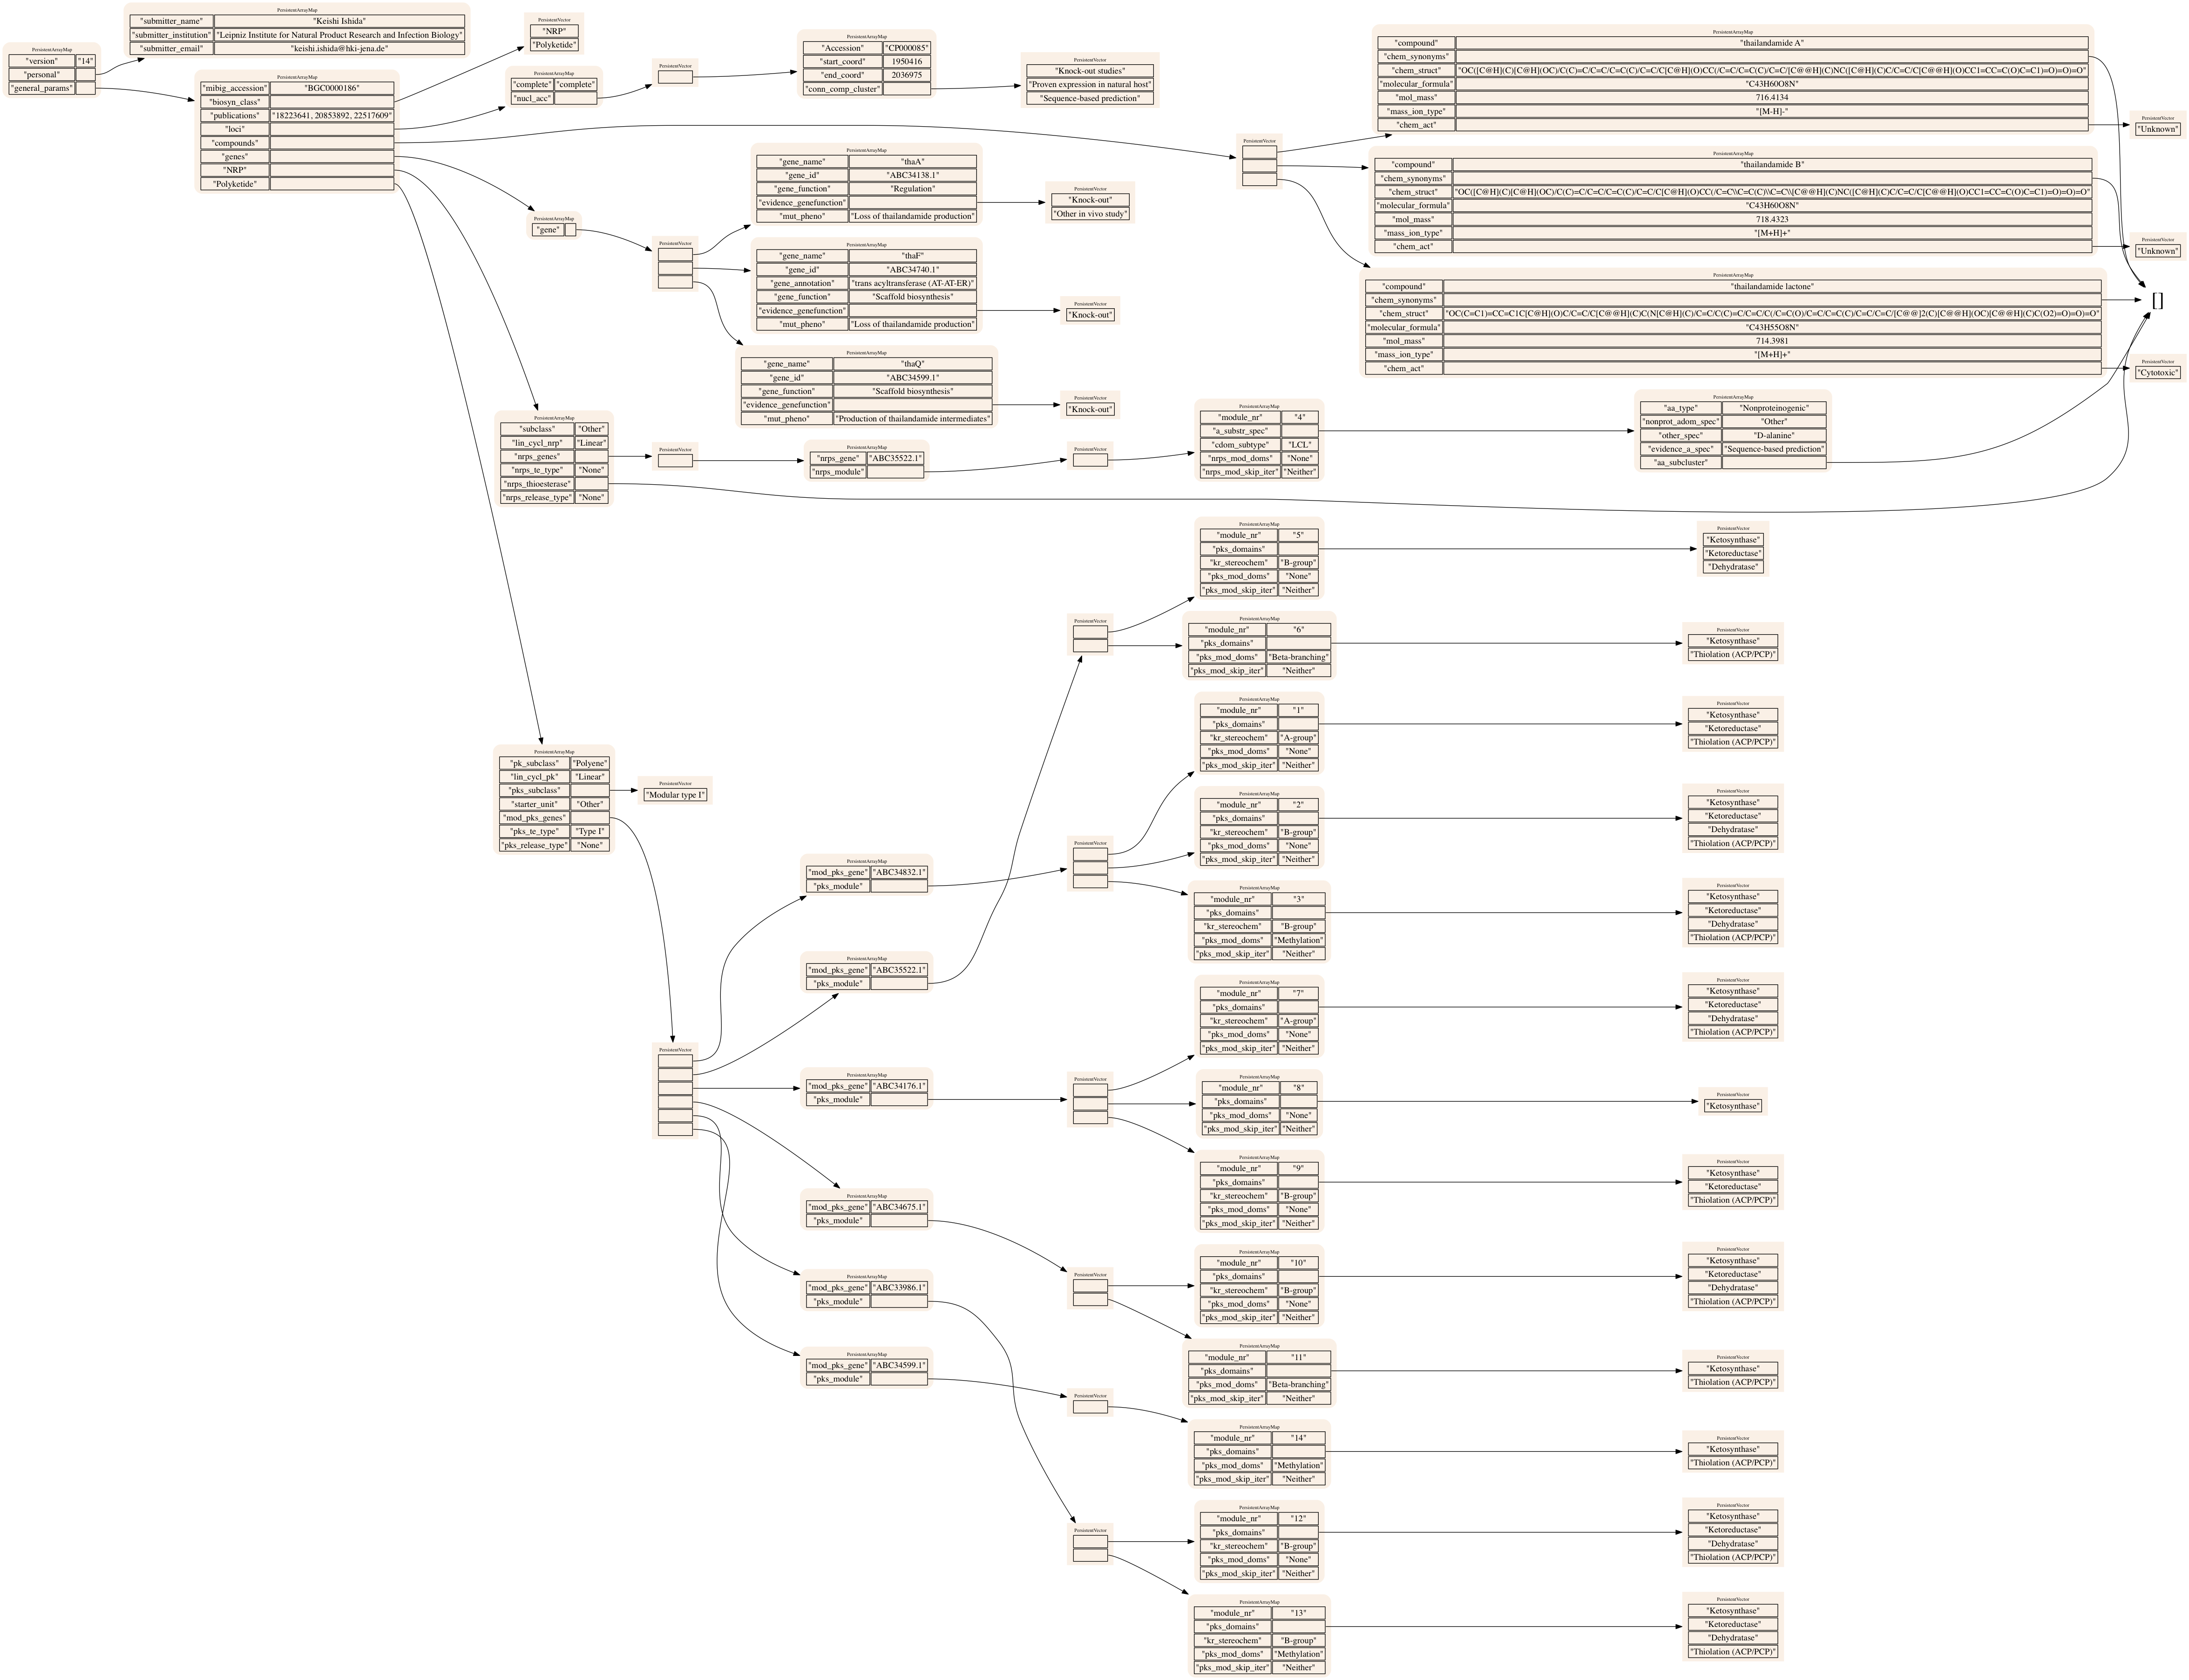 PersistentArrayMap
"version" "14"
"personal"
"general_params"
PersistentArrayMap
"submitter_name" "Keishi Ishida"
"submitter_institution" "Leipniz Institute for Natural Product Research and Infection Biology"
"submitter_email" "keishi.ishida@hki-jena.de"
PersistentArrayMap
"mibig_accession" "BGC0000186"
"biosyn_class"
"publications" "18223641, 20853892, 22517609"
"loci"
"compounds"
"genes"
"NRP"
"Polyketide"
PersistentVector
"NRP"
"Polyketide"
PersistentArrayMap
"complete" "complete"
"nucl_acc"
PersistentVector
PersistentArrayMap
"Accession" "CP000085"
"start_coord" 1950416
"end_coord" 2036975
"conn_comp_cluster"
PersistentVector
"Knock-out studies"
"Proven expression in natural host"
"Sequence-based prediction"
PersistentVector
PersistentArrayMap
"compound" "thailandamide A"
"chem_synonyms"
"chem_struct" "OC([C@H](C)[C@H](OC)/C(C)=C/C=C/C=C(C)/C=C/C[C@H](O)CC(/C=C/C=C(C)/C=C/[C@@H](C)NC([C@H](C)C/C=C/C[C@@H](O)CC1=CC=C(O)C=C1)=O)=O)=O"
"molecular_formula" "C43H60O8N"
"mol_mass" 716.4134
"mass_ion_type" "[M-H]-"
"chem_act"
PersistentVector
"Unknown"
PersistentArrayMap
"compound" "thailandamide B"
"chem_synonyms"
"chem_struct" "OC([C@H](C)[C@H](OC)/C(C)=C/C=C/C=C(C)/C=C/C[C@H](O)CC(/C=C\\C=C(C)\\C=C\\[C@@H](C)NC([C@H](C)C/C=C/C[C@@H](O)CC1=CC=C(O)C=C1)=O)=O)=O"
"molecular_formula" "C43H60O8N"
"mol_mass" 718.4323
"mass_ion_type" "[M+H]+"
"chem_act"
PersistentVector
"Unknown"
PersistentArrayMap
"compound" "thailandamide lactone"
"chem_synonyms"
"chem_struct" "OC(C=C1)=CC=C1C[C@H](O)C/C=C/C[C@@H](C)C(N[C@H](C)/C=C/C(C)=C/C=C/C(/C=C(O)/C=C/C=C(C)/C=C/C=C/[C@@]2(C)[C@@H](OC)[C@@H](C)C(O2)=O)=O)=O"
"molecular_formula" "C43H55O8N"
"mol_mass" 714.3981
"mass_ion_type" "[M+H]+"
"chem_act"
[]
PersistentVector
"Cytotoxic"
PersistentArrayMap
"gene"
PersistentVector
PersistentArrayMap
"gene_name" "thaA"
"gene_id" "ABC34138.1"
"gene_function" "Regulation"
"evidence_genefunction"
"mut_pheno" "Loss of thailandamide production"
PersistentVector
"Knock-out"
"Other in vivo study"
PersistentArrayMap
"gene_name" "thaF"
"gene_id" "ABC34740.1"
"gene_annotation" "trans acyltransferase (AT-AT-ER)"
"gene_function" "Scaffold biosynthesis"
"evidence_genefunction"
"mut_pheno" "Loss of thailandamide production"
PersistentVector
"Knock-out"
PersistentArrayMap
"gene_name" "thaQ"
"gene_id" "ABC34599.1"
"gene_function" "Scaffold biosynthesis"
"evidence_genefunction"
"mut_pheno" "Production of thailandamide intermediates"
PersistentVector
"Knock-out"
PersistentArrayMap
"subclass" "Other"
"lin_cycl_nrp" "Linear"
"nrps_genes"
"nrps_te_type" "None"
"nrps_thioesterase"
"nrps_release_type" "None"
PersistentVector
PersistentArrayMap
"nrps_gene" "ABC35522.1"
"nrps_module"
PersistentVector
PersistentArrayMap
"module_nr" "4"
"a_substr_spec"
"cdom_subtype" "LCL"
"nrps_mod_doms" "None"
"nrps_mod_skip_iter" "Neither"
PersistentArrayMap
"aa_type" "Nonproteinogenic"
"nonprot_adom_spec" "Other"
"other_spec" "D-alanine"
"evidence_a_spec" "Sequence-based prediction"
"aa_subcluster"
PersistentArrayMap
"module_nr" "5"
"pks_domains"
"kr_stereochem" "B-group"
"pks_mod_doms" "None"
"pks_mod_skip_iter" "Neither"
PersistentVector
"Ketosynthase"
"Ketoreductase"
"Dehydratase"
PersistentVector
PersistentArrayMap
"module_nr" "6"
"pks_domains"
"pks_mod_doms" "Beta-branching"
"pks_mod_skip_iter" "Neither"
PersistentVector
"Ketosynthase"
"Thiolation (ACP/PCP)"
PersistentArrayMap
"module_nr" "1"
"pks_domains"
"kr_stereochem" "A-group"
"pks_mod_doms" "None"
"pks_mod_skip_iter" "Neither"
PersistentVector
"Ketosynthase"
"Ketoreductase"
"Thiolation (ACP/PCP)"
PersistentArrayMap
"pk_subclass" "Polyene"
"lin_cycl_pk" "Linear"
"pks_subclass"
"starter_unit" "Other"
"mod_pks_genes"
"pks_te_type" "Type I"
"pks_release_type" "None"
PersistentVector
"Modular type I"
PersistentArrayMap
"module_nr" "2"
"pks_domains"
"kr_stereochem" "B-group"
"pks_mod_doms" "None"
"pks_mod_skip_iter" "Neither"
PersistentVector
"Ketosynthase"
"Ketoreductase"
"Dehydratase"
"Thiolation (ACP/PCP)"
PersistentArrayMap
"mod_pks_gene" "ABC34832.1"
"pks_module"
PersistentVector
PersistentArrayMap
"module_nr" "3"
"pks_domains"
"kr_stereochem" "B-group"
"pks_mod_doms" "Methylation"
"pks_mod_skip_iter" "Neither"
PersistentVector
"Ketosynthase"
"Ketoreductase"
"Dehydratase"
"Thiolation (ACP/PCP)"
PersistentArrayMap
"mod_pks_gene" "ABC35522.1"
"pks_module"
PersistentArrayMap
"module_nr" "7"
"pks_domains"
"kr_stereochem" "A-group"
"pks_mod_doms" "None"
"pks_mod_skip_iter" "Neither"
PersistentVector
"Ketosynthase"
"Ketoreductase"
"Dehydratase"
"Thiolation (ACP/PCP)"
PersistentVector
PersistentArrayMap
"mod_pks_gene" "ABC34176.1"
"pks_module"
PersistentVector
PersistentArrayMap
"module_nr" "8"
"pks_domains"
"pks_mod_doms" "None"
"pks_mod_skip_iter" "Neither"
PersistentVector
"Ketosynthase"
PersistentArrayMap
"module_nr" "9"
"pks_domains"
"kr_stereochem" "B-group"
"pks_mod_doms" "None"
"pks_mod_skip_iter" "Neither"
PersistentVector
"Ketosynthase"
"Ketoreductase"
"Thiolation (ACP/PCP)"
PersistentArrayMap
"mod_pks_gene" "ABC34675.1"
"pks_module"
PersistentVector
PersistentArrayMap
"module_nr" "10"
"pks_domains"
"kr_stereochem" "B-group"
"pks_mod_doms" "None"
"pks_mod_skip_iter" "Neither"
PersistentVector
"Ketosynthase"
"Ketoreductase"
"Dehydratase"
"Thiolation (ACP/PCP)"
PersistentArrayMap
"mod_pks_gene" "ABC33986.1"
"pks_module"
PersistentArrayMap
"module_nr" "11"
"pks_domains"
"pks_mod_doms" "Beta-branching"
"pks_mod_skip_iter" "Neither"
PersistentVector
"Ketosynthase"
"Thiolation (ACP/PCP)"
PersistentArrayMap
"mod_pks_gene" "ABC34599.1"
"pks_module"
PersistentVector
PersistentArrayMap
"module_nr" "14"
"pks_domains"
"pks_mod_doms" "Methylation"
"pks_mod_skip_iter" "Neither"
PersistentVector
"Ketosynthase"
"Thiolation (ACP/PCP)"
PersistentVector
PersistentArrayMap
"module_nr" "12"
"pks_domains"
"kr_stereochem" "B-group"
"pks_mod_doms" "None"
"pks_mod_skip_iter" "Neither"
PersistentVector
"Ketosynthase"
"Ketoreductase"
"Dehydratase"
"Thiolation (ACP/PCP)"
PersistentArrayMap
"module_nr" "13"
"pks_domains"
"kr_stereochem" "B-group"
"pks_mod_doms" "Methylation"
"pks_mod_skip_iter" "Neither"
PersistentVector
"Ketosynthase"
"Ketoreductase"
"Dehydratase"
"Thiolation (ACP/PCP)"